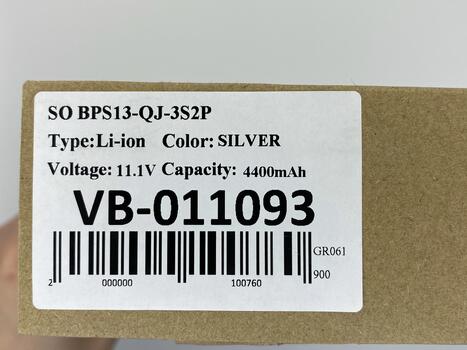 SO BPS13-QJ-3S2P
Type:Li-ion Color: SILVER
Voltage: 11.1V Capacity: 4400mAh
VB-011093
GR061
900
2 000000 100760